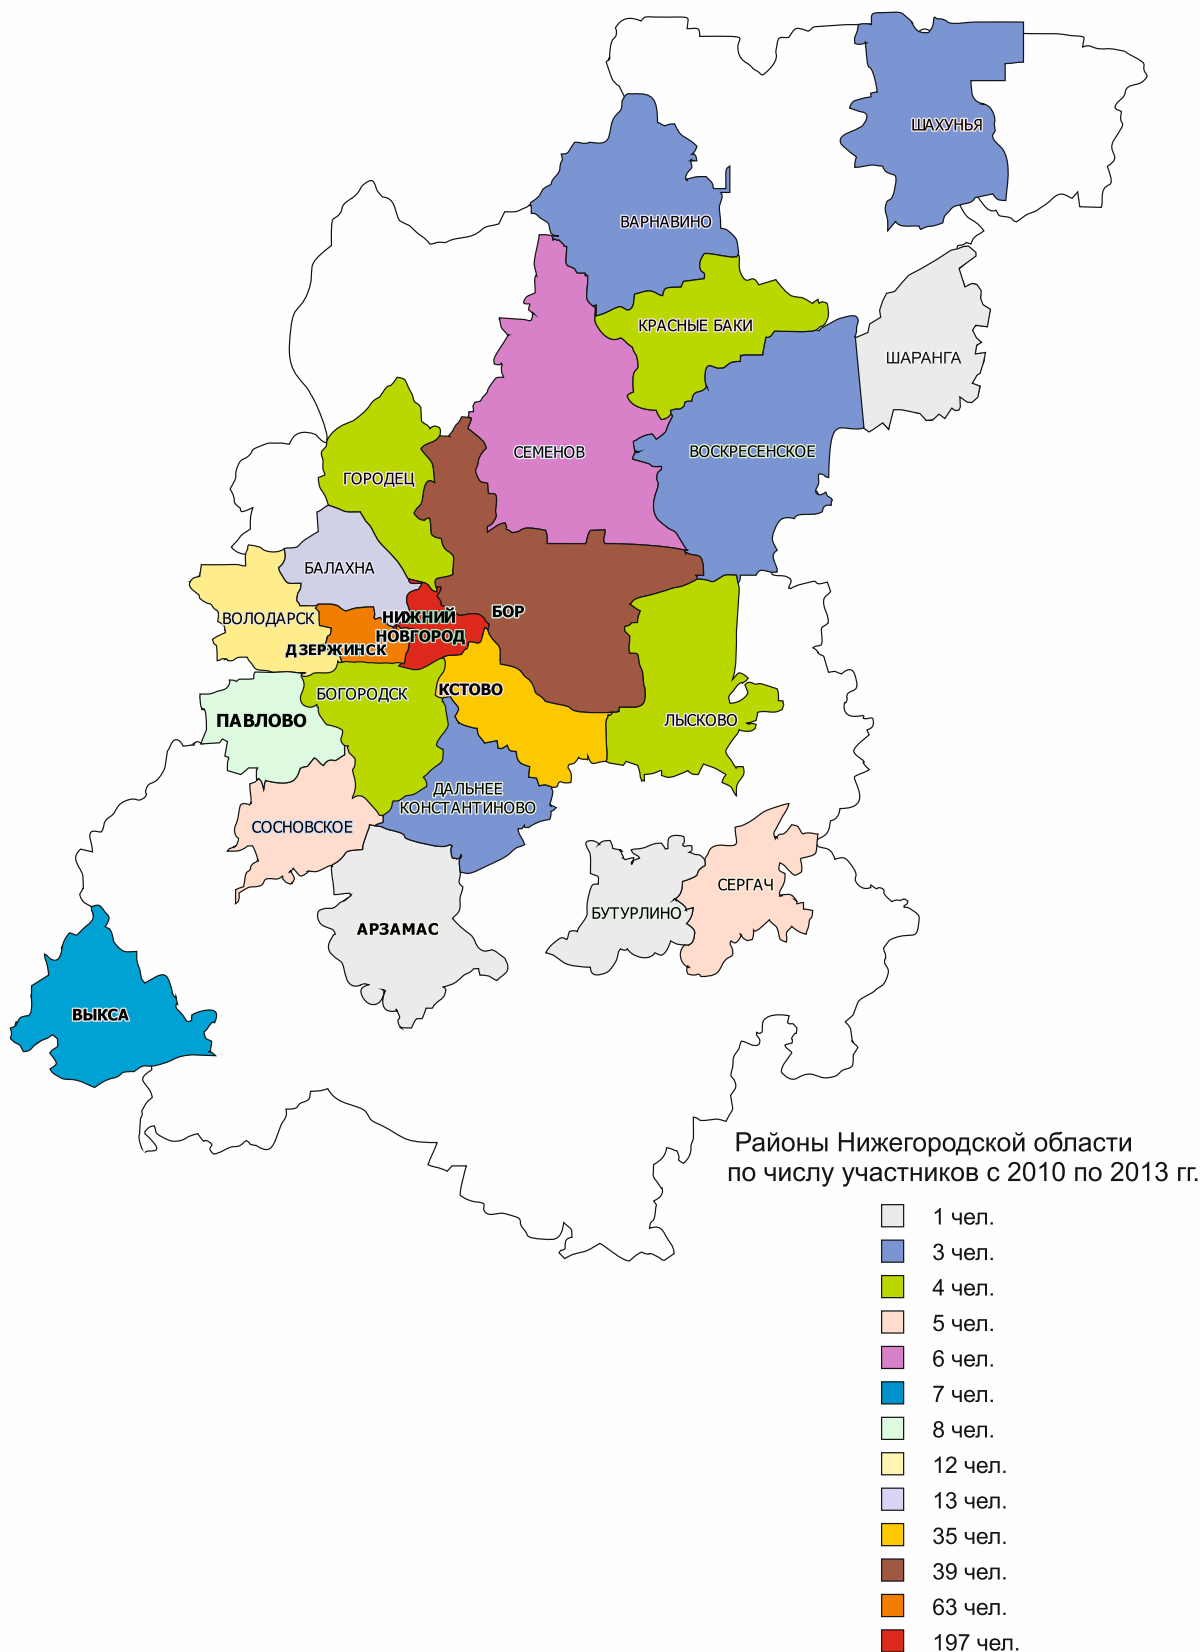 ШАХУНЬЯ
ВАРНАВИНО
КРАСНЫЕ БАКИ
ШАРАНГА
СЕМЕНОВ
ВОСКРЕСЕНСКОЕ
ГОРОДЕЦ
БАЛАХНА
ВОЛОДАРСК
НИЖНИЙ
НОВГОРОД
БОР
ДЗЕРЖИНСК
БОГОРОДСК
КСТОВО
ПАВЛОВО
ЛЫСКОВО
ДАЛЬНЕЕ
КОНСТАНТИНОВО
СОСНОВСКОЕ
СЕРГАЧ
БУТУРЛИНО
АРЗАМАС
ВЫКСА
Районы Нижегородской области
по числу участников с 2010 по 2013 гг.
1 чел.
3 чел.
4 чел.
5 чел.
6 чел.
7 чел.
8 чел.
12 чел.
13 чел.
35 чел.
39 чел.
63 чел.
197 чел.